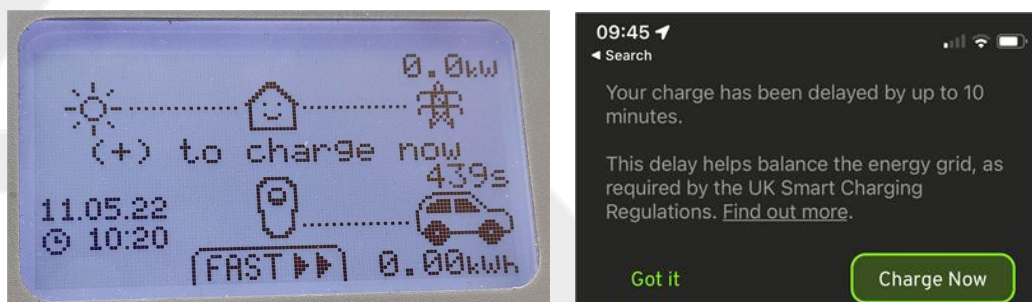 0.0kW
(+) to charge now
439s
11.05.22
10:20
FAST
0.00kWh
09:45
Search
Your charge has been delayed by up to 10
minutes.
This delay helps balance the energy grid, as
required by the UK Smart Charging
Regulations. Find out more.
Got it
Charge Now